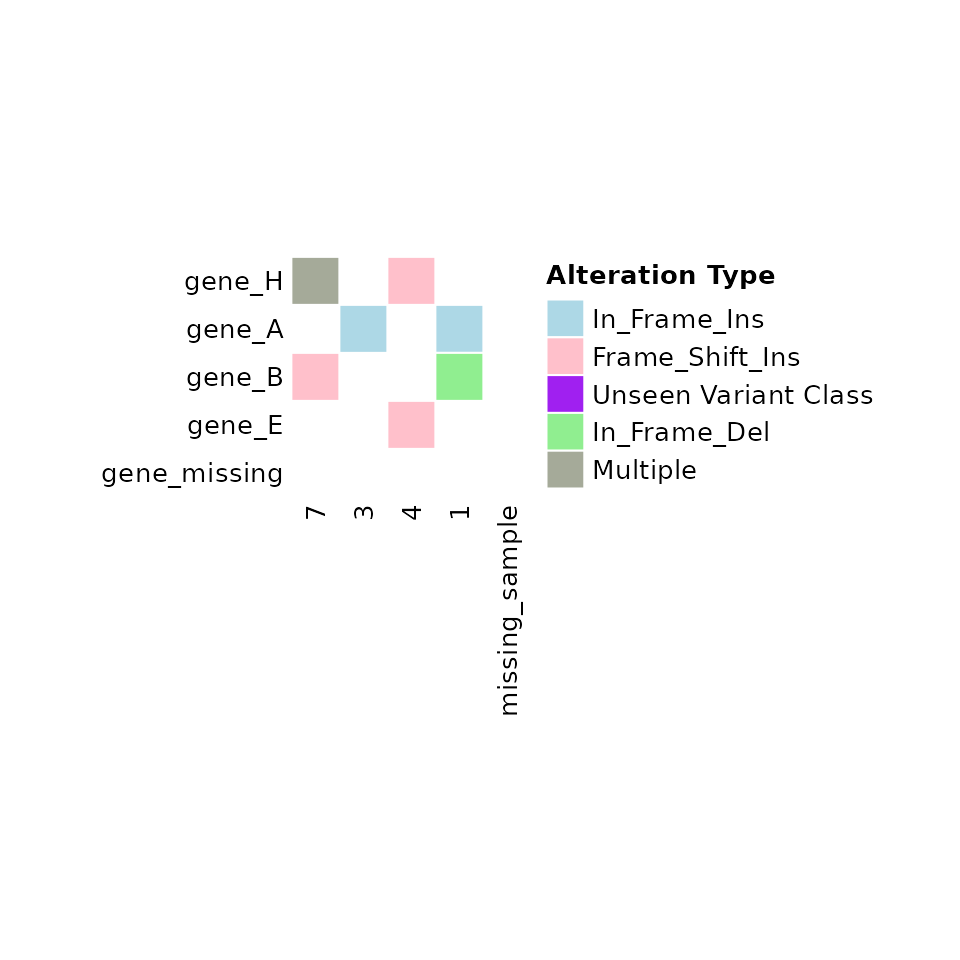 gene_H
gene_A
gene_B
gene_E
gene_missing
7
3
4
1
missing_sample
Alteration Type
In_Frame_Ins
Frame_Shift_Ins
Unseen Variant Class
In_Frame_Del
Multiple